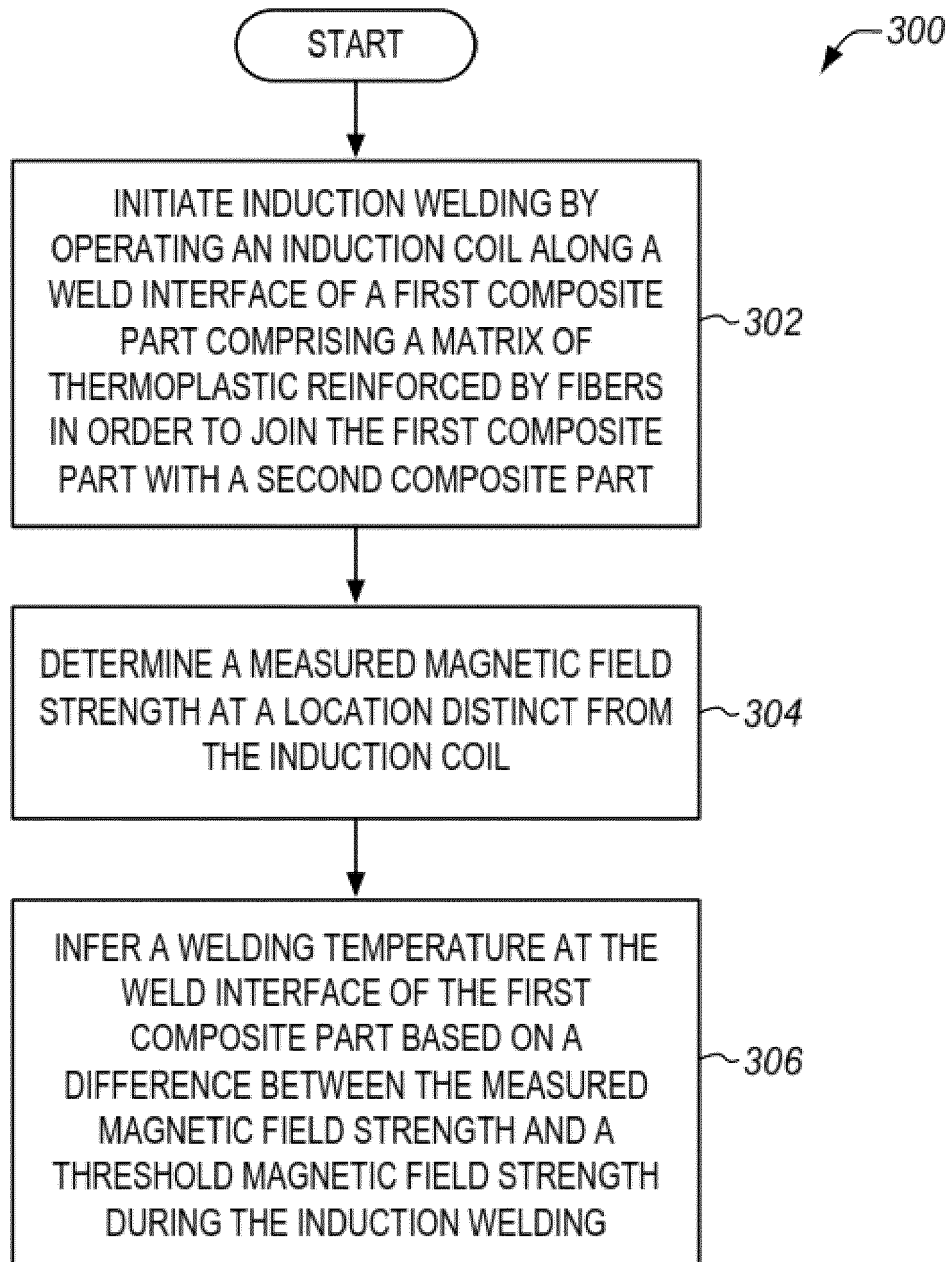 START
300
INITIATE INDUCTION WELDING BY
OPERATING AN INDUCTION COIL ALONG A
WELD INTERFACE OF A FIRST COMPOSITE
PART COMPRISING A MATRIX OF
THERMOPLASTIC REINFORCED BY FIBERS
IN ORDER TO JOIN THE FIRST COMPOSITE
PART WITH A SECOND COMPOSITE PART
302
DETERMINE A MEASURED MAGNETIC FIELD
STRENGTH AT A LOCATION DISTINCT FROM
THE INDUCTION COIL
304
INFER A WELDING TEMPERATURE AT THE
WELD INTERFACE OF THE FIRST
COMPOSITE PART BASED ON A
DIFFERENCE BETWEEN THE MEASURED
MAGNETIC FIELD STRENGTH AND A
THRESHOLD MAGNETIC FIELD STRENGTH
DURING THE INDUCTION WELDING
306